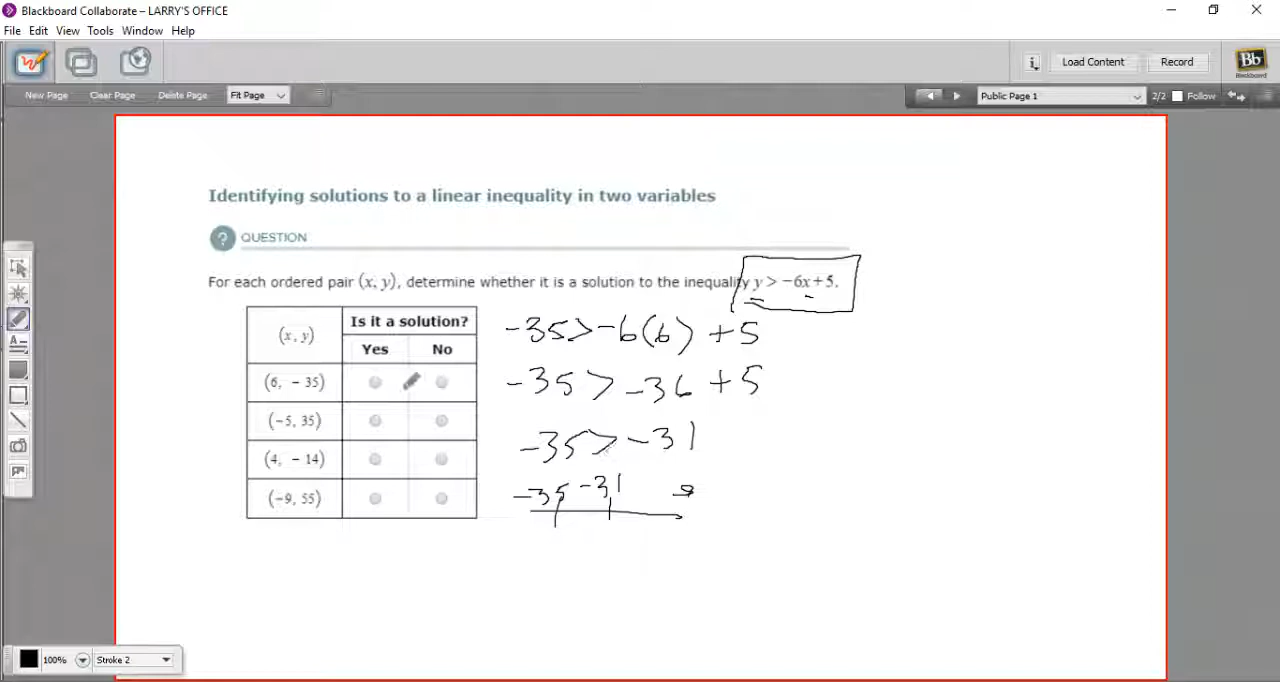 Blackboard Collaborate - LARRY'S OFFICE
File Edit View Tools Window Help
i Load Content Record Bb
Blackboard
New Page Clear Page Delete Page Fit Page Public Page 1 2/2 Follow
Identifying solutions to a linear inequality in two variables
? QUESTION
For each ordered pair (x, y), determine whether it is a solution to the inequality y > −6x+5.
(x, y) Is it a solution?
Yes No
(6, − 35)
(−5, 35)
(4, − 14)
(−9, 55)
-35>-6(6) +5
-35 > -36 +5
-35>-31
-35 -31
100% Stroke 2